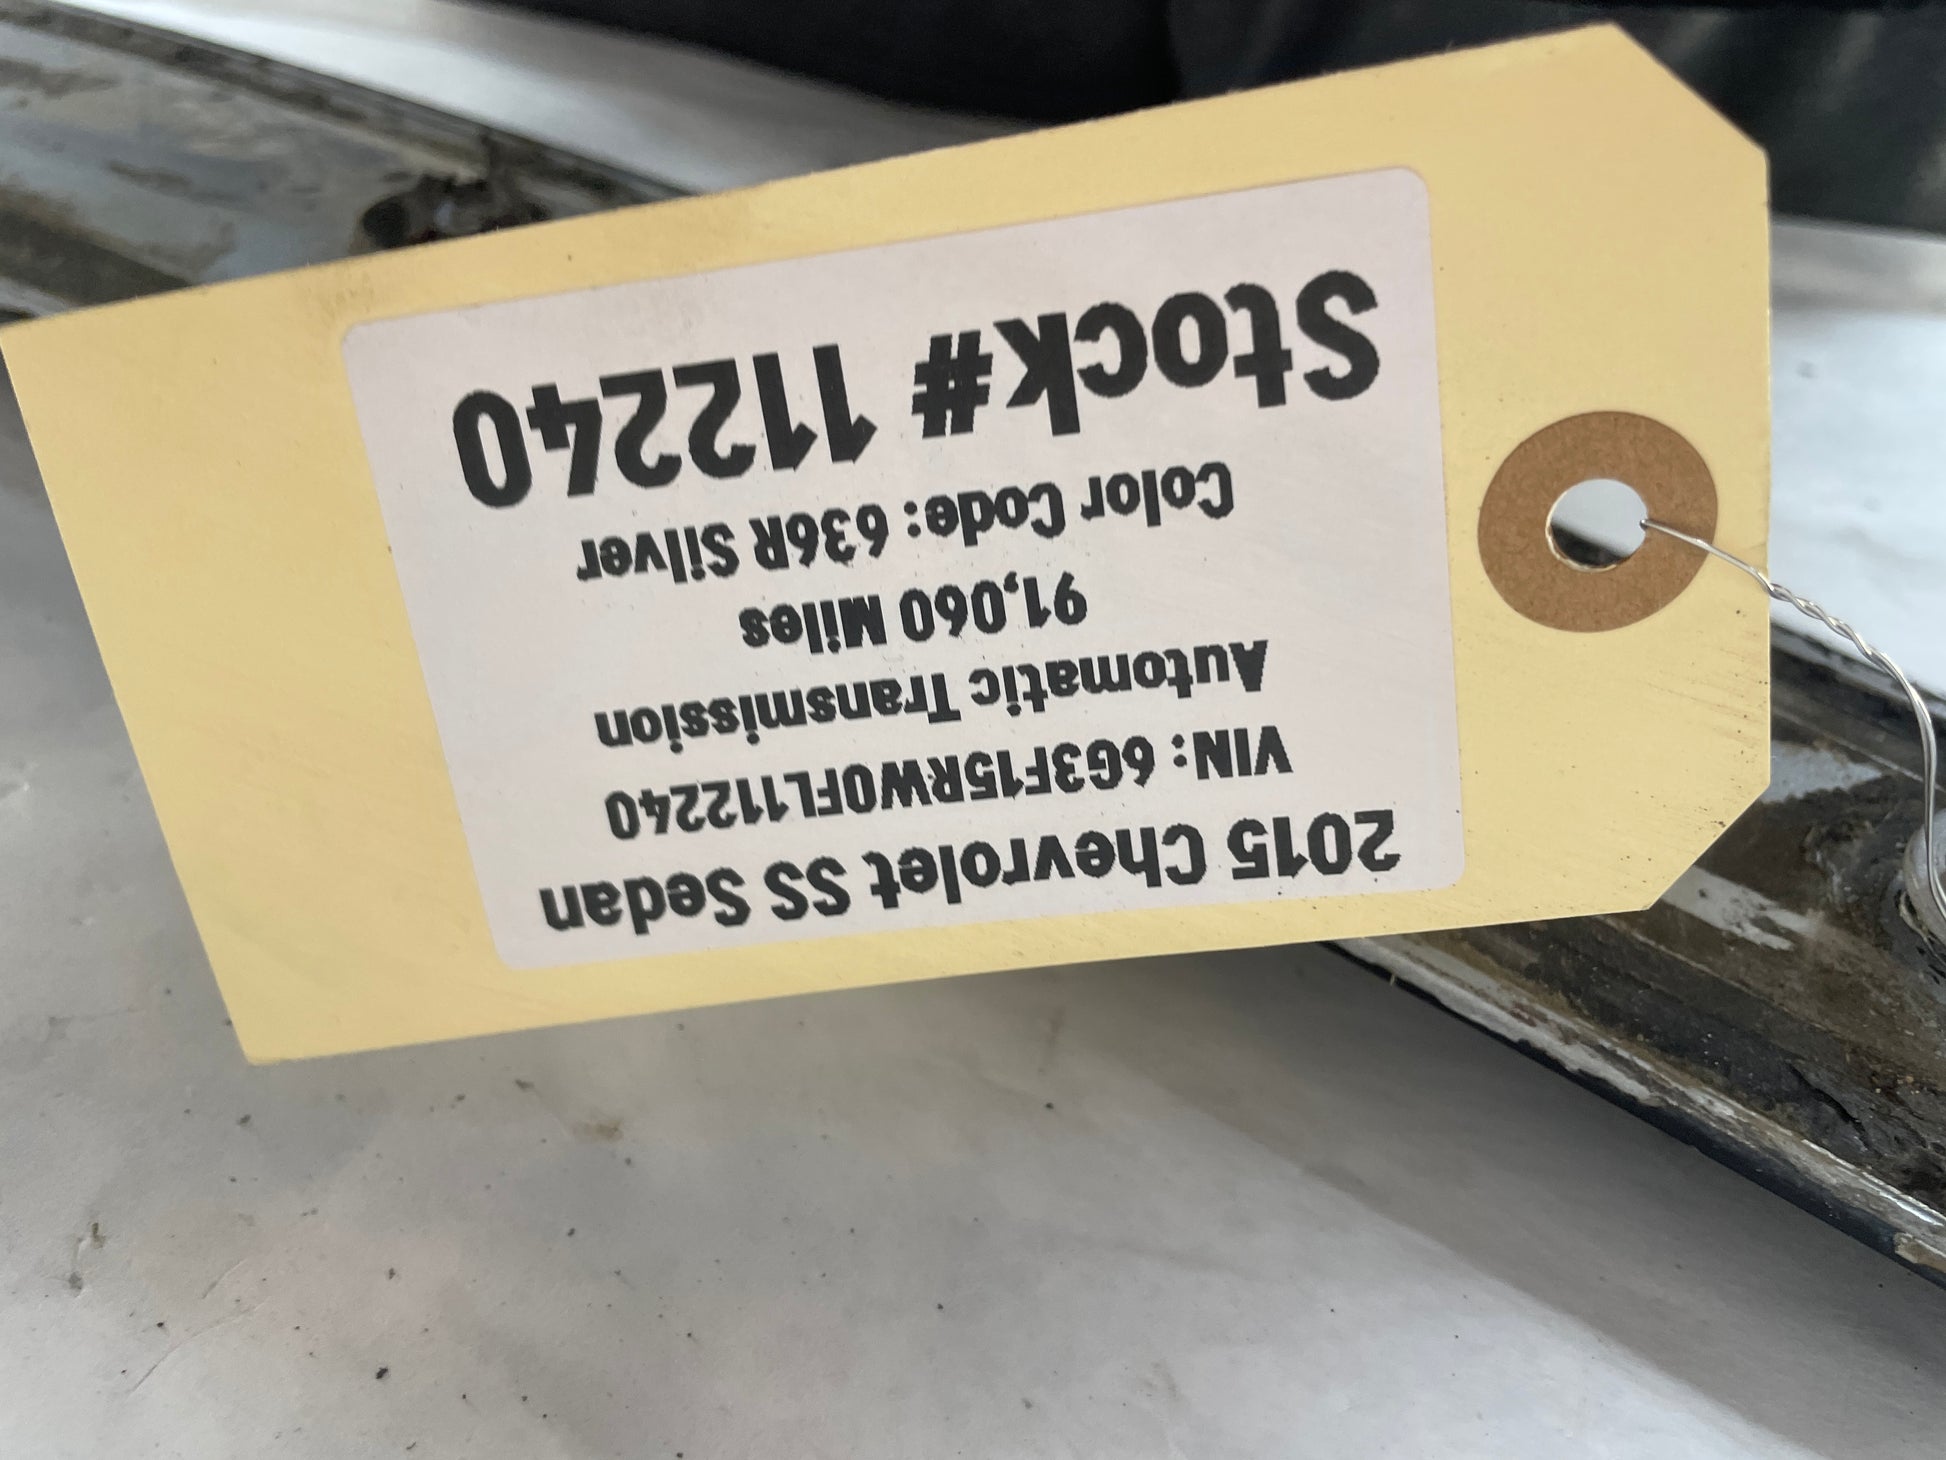 2015 Chevrolet SS Sedan
VIN: 6G3F15RW0FL112240
Automatic Transmission
91,060 Miles
Color Code: 636R Silver
Stock# 112240